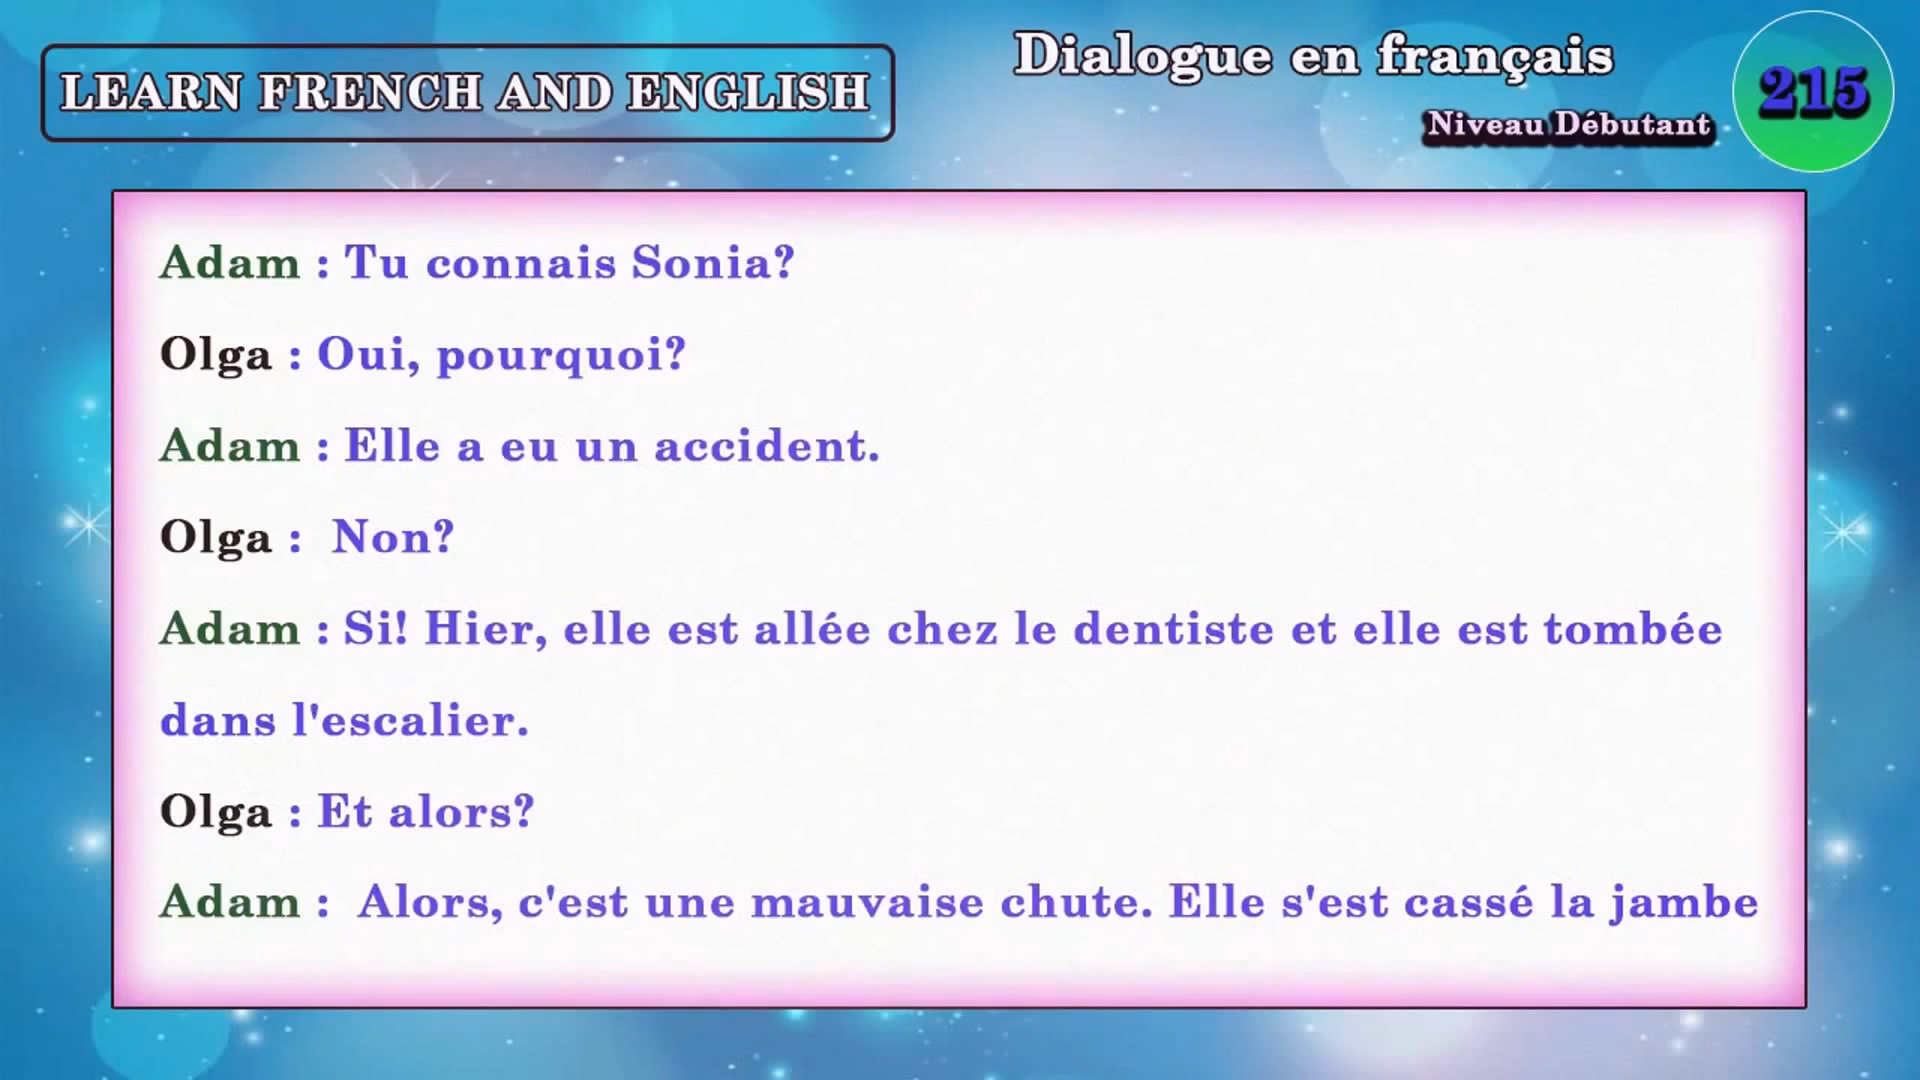 LEARN FRENCH AND ENGLISH
Dialogue en français
Niveau Débutant
215
Adam : Tu connais Sonia?
Olga : Oui, pourquoi?
Adam : Elle a eu un accident.
Olga : Non?
Adam : Si! Hier, elle est allée chez le dentiste et elle est tombée
dans l'escalier.
Olga : Et alors?
Adam : Alors, c'est une mauvaise chute. Elle s'est cassé la jambe